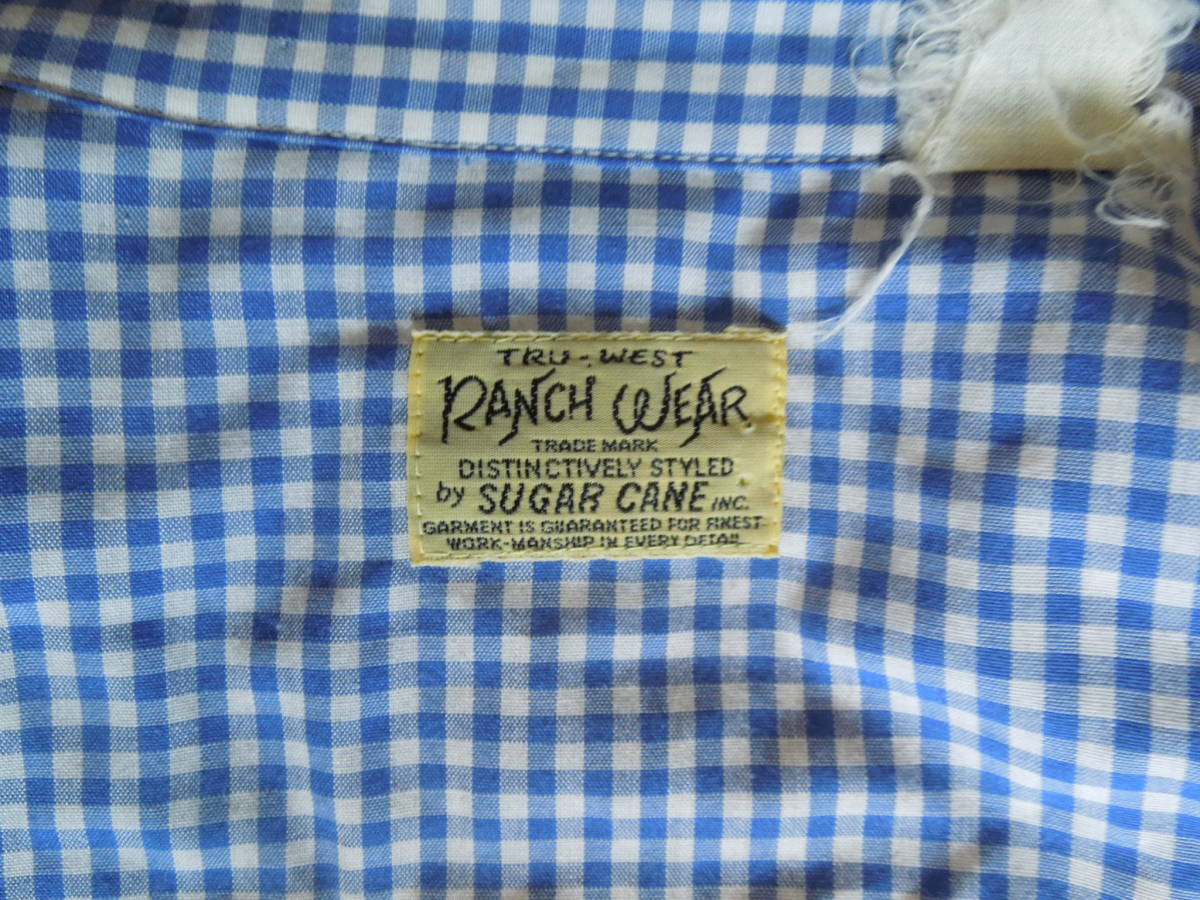 TRU-WEST
RANCH WEAR
TRADE MARK
DISTINCTIVELY STYLED
by SUGAR CANE INC.
GARMENT IS GUARANTEED FOR FINEST
WORK-MANSHIP IN EVERY DETAIL